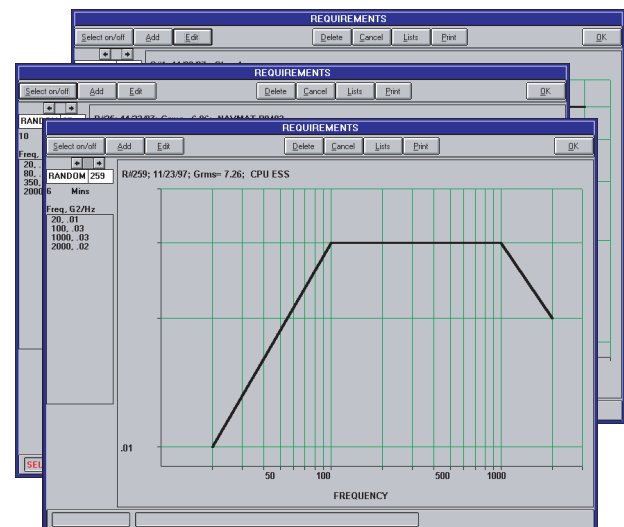 REQUIREMENTS
Select on/off Add Edit Delete Cancel Lists Print OK
REQUIREMENTS
Select on/off Add Edit Delete Cancel Lists Print OK
10
Freq,
20, .
80, .
350,
2000
SEL
REQUIREMENTS
Select on/off Add Edit Delete Cancel Lists Print OK
RANDOM 259
6 Mins
Freq, G2/Hz
20, .01
100, .03
1000, .03
2000, .02
R#259; 11/23/97; Grms= 7.26; CPU ESS
.01
50 100 500 1000
FREQUENCY